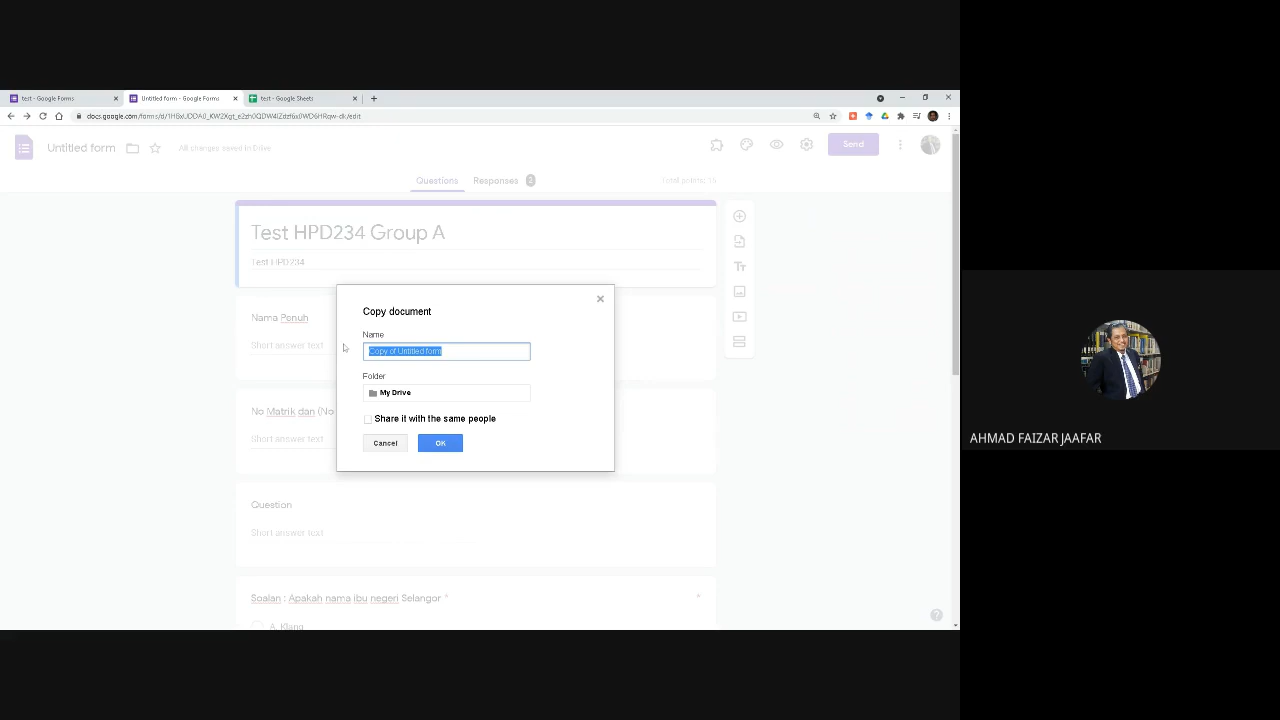 test - Google Forms
Untitled form - Google Forms
test - Google Sheets
Untitled form
All changes saved in Drive
Send
Questions
Responses
Total points: 15
Test HPD234 Group A
Test HPD234
Nama Penuh
Short answer text
No Matrik dan (No
Short answer text
Question
Short answer text
Soalan : Apakah nama ibu negeri Selangor *
A. Klang
Copy document
Name
Copy of Untitled form
Folder
My Drive
Share it with the same people
Cancel
OK
AHMAD FAIZAR JAAFAR